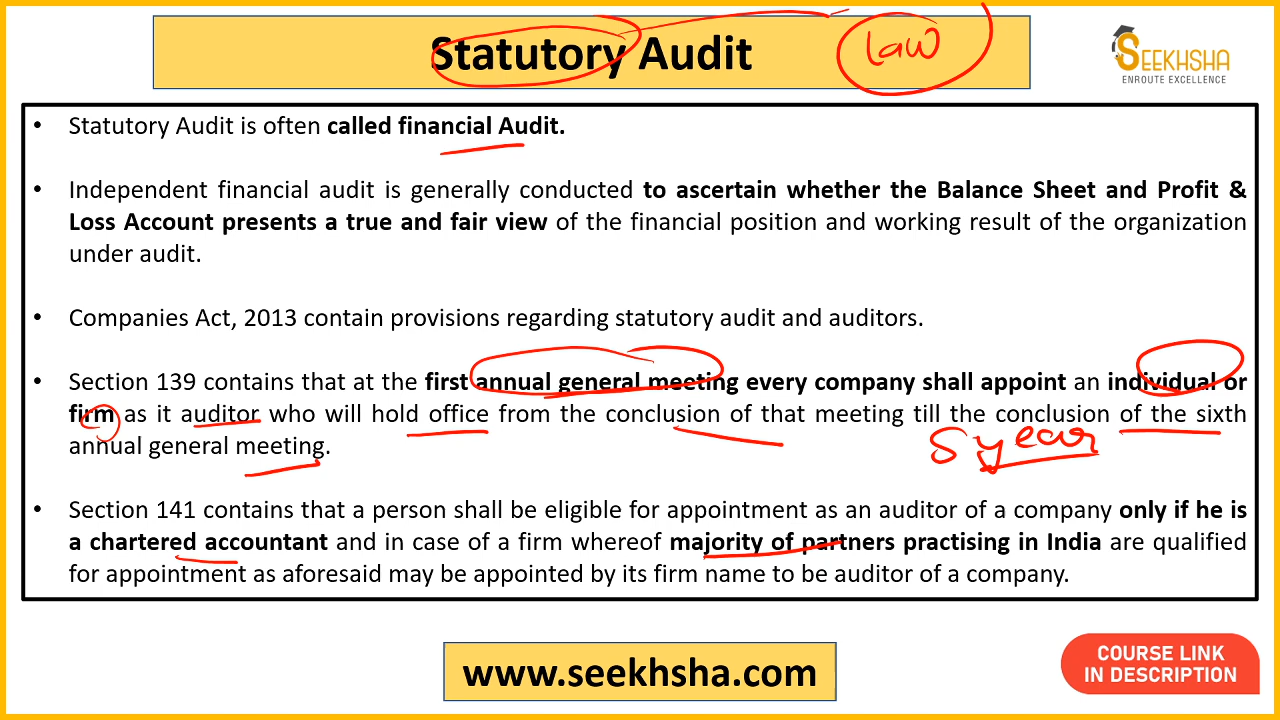 Statutory Audit
law
SEEKHSHA
ENROUTE EXCELLENCE
• Statutory Audit is often called financial Audit.
• Independent financial audit is generally conducted to ascertain whether the Balance Sheet and Profit &
Loss Account presents a true and fair view of the financial position and working result of the organization
under audit.
• Companies Act, 2013 contain provisions regarding statutory audit and auditors.
• Section 139 contains that at the first annual general meeting every company shall appoint an individual or
firm as it auditor who will hold office from the conclusion of that meeting till the conclusion of the sixth
annual general meeting.
5 year
• Section 141 contains that a person shall be eligible for appointment as an auditor of a company only if he is
a chartered accountant and in case of a firm whereof majority of partners practising in India are qualified
for appointment as aforesaid may be appointed by its firm name to be auditor of a company.
www.seekhsha.com
COURSE LINK
IN DESCRIPTION